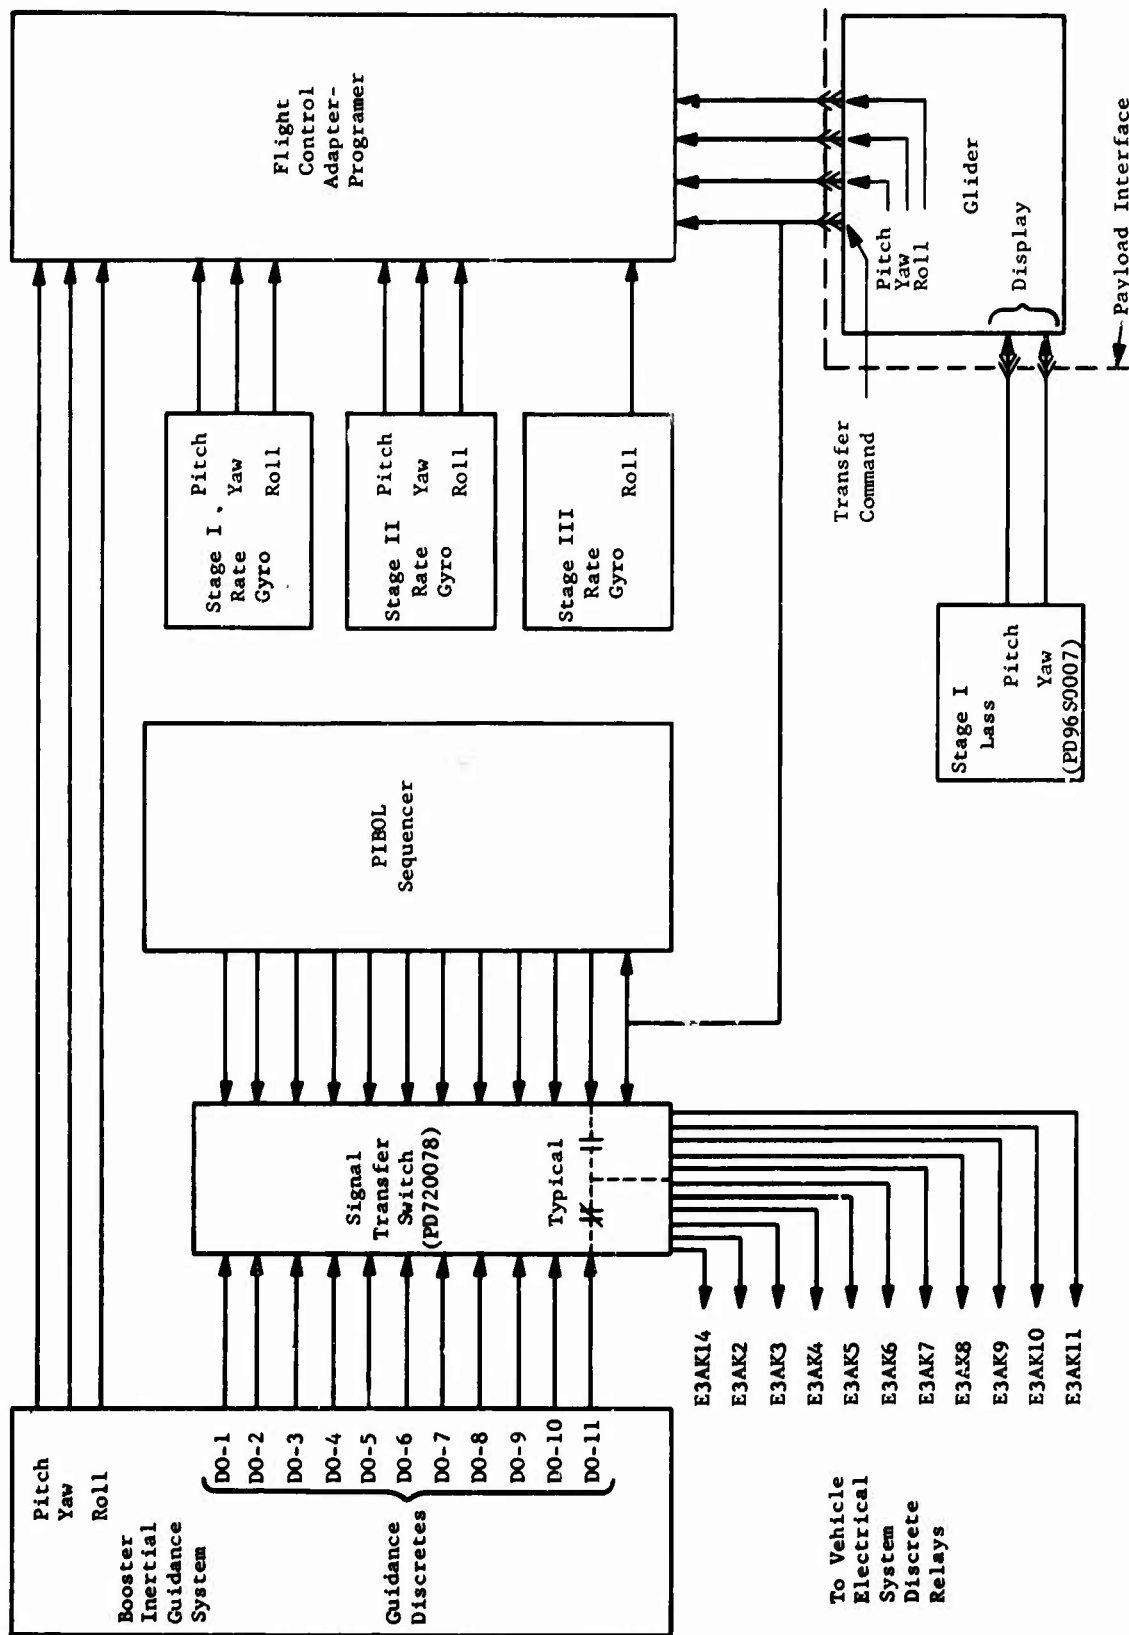 Pitch
Yaw
Roll
Booster
Inertial
Guidance
System
Guidance
Discretes
DO-1
DO-2
DO-3
DO-4
DO-5
DO-6
DO-7
DO-8
DO-9
DO-10
DO-11
Signal
Transfer
Switch
(PD720078)
Typical
PIBOL
Sequencer
Stage I
Rate
Gyro
Pitch
Yaw
Roll
Stage II
Rate
Gyro
Pitch
Yaw
Roll
Stage III
Rate
Gyro
Roll
Flight
Control
Adapter-
Programer
To Vehicle
Electrical
System
Discrete
Relays
E3AK14
E3AK2
E3AK3
E3AK4
E3AK5
E3AK6
E3AK7
E3AK8
E3AK9
E3AK10
E3AK11
Transfer
Command
Stage I
Lass
Pitch
Yaw
(PD96S0007)
Pitch
Yaw
Roll
Glider
Display
Payload Interface